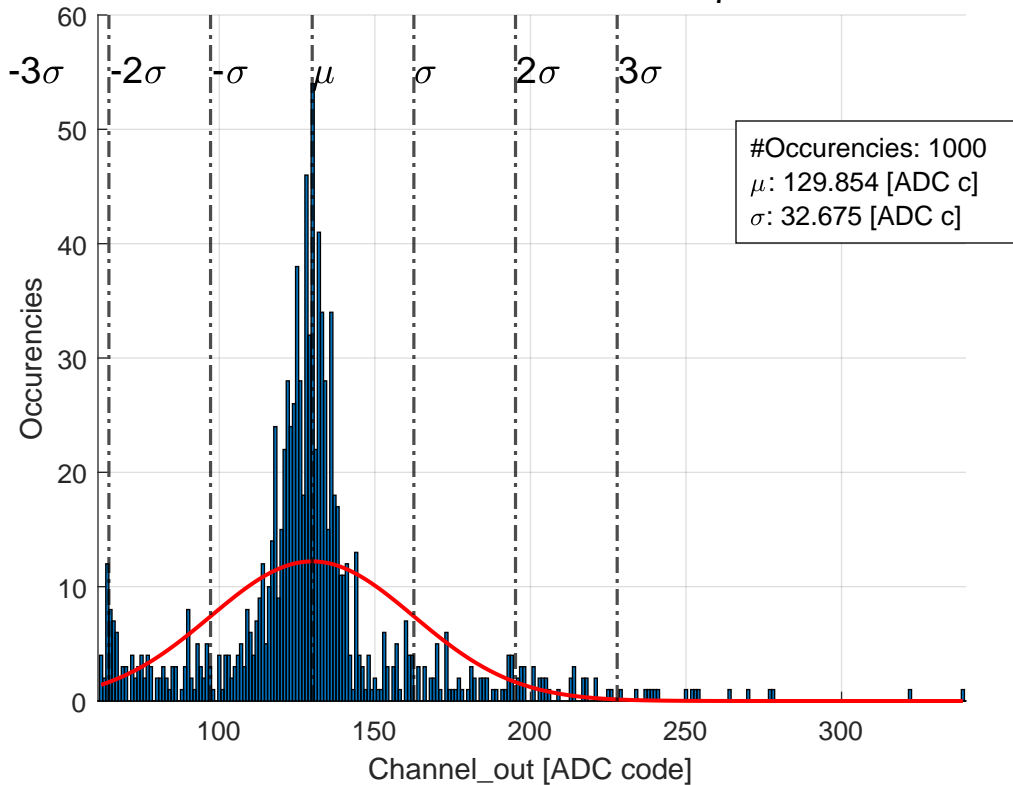 60
-3σ
-2σ
-σ
μ
σ
2σ
3σ
50
#Occurencies: 1000
μ: 129.854 [ADC c]
σ: 32.675 [ADC c]
40
30
20
10
0
Occurencies
100
150
200
250
300
Channel_out [ADC code]